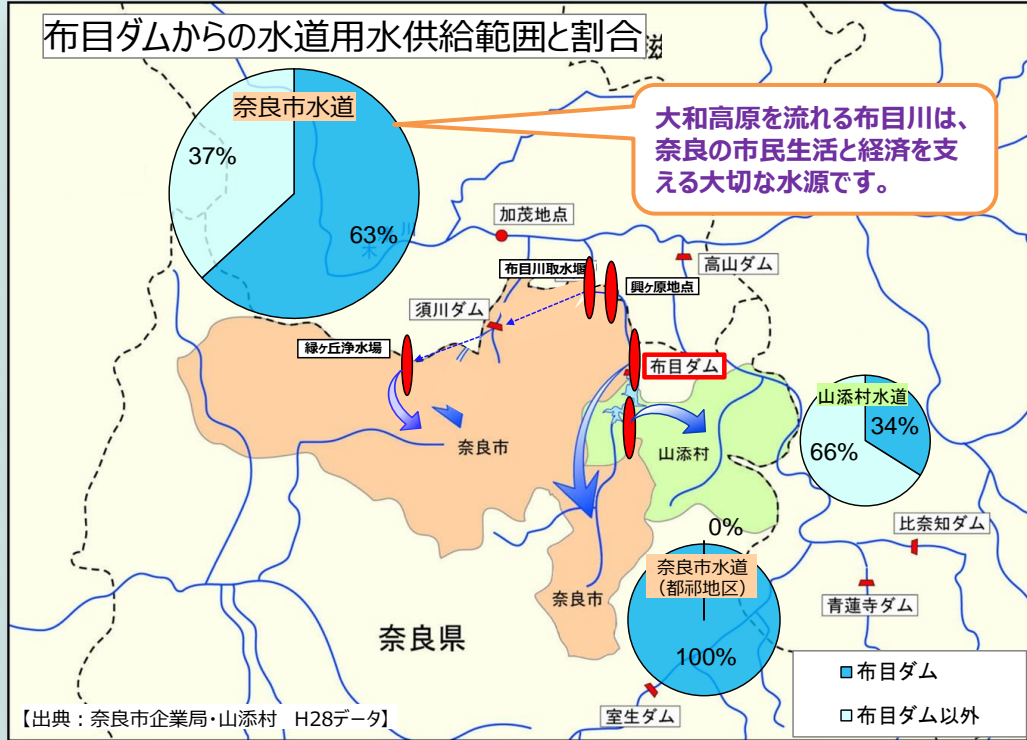 布目ダムからの水道用水供給範囲と割合
滋
奈良市水道
37%
63%
木
川
大和高原を流れる布目川は、
奈良の市民生活と経済を支
える大切な水源です。
加茂地点
布目川取水堰
興ヶ原地点
高山ダム
須川ダム
緑ヶ丘浄水場
布目ダム
山添村水道
34%
66%
奈良市
山添村
0%
奈良市水道
(都祁地区)
100%
比奈知ダム
青蓮寺ダム
奈良市
奈良県
室生ダム
布目ダム
布目ダム以外
【出典：奈良市企業局・山添村 H28データ】